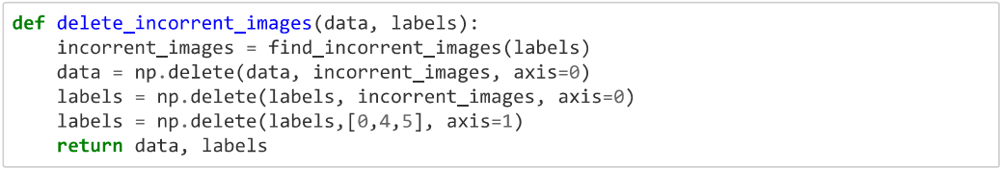 def delete_incorrent_images(data, labels):
    incorrent_images = find_incorrent_images(labels)
    data = np.delete(data, incorrent_images, axis=0)
    labels = np.delete(labels, incorrent_images, axis=0)
    labels = np.delete(labels,[0,4,5], axis=1)
    return data, labels